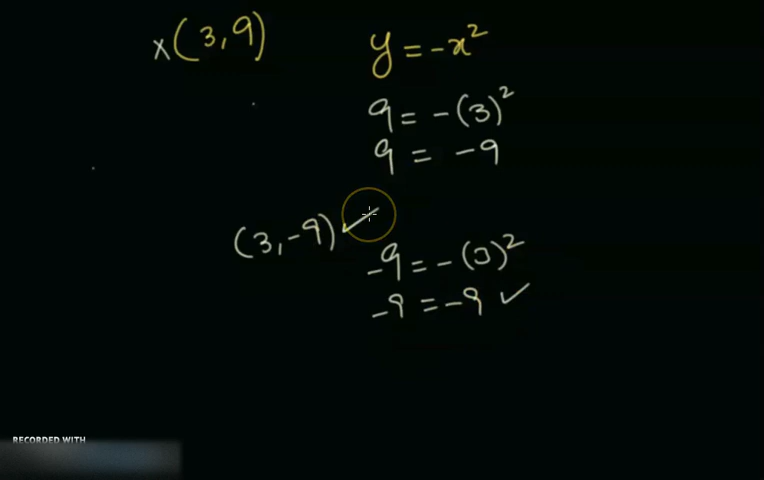 ×(3,9)
y = -x²
9 = -(3)²
9 = -9
(3,-9) ✓
-9 = -(3)²
-9 = -9 ✓
RECORDED WITH